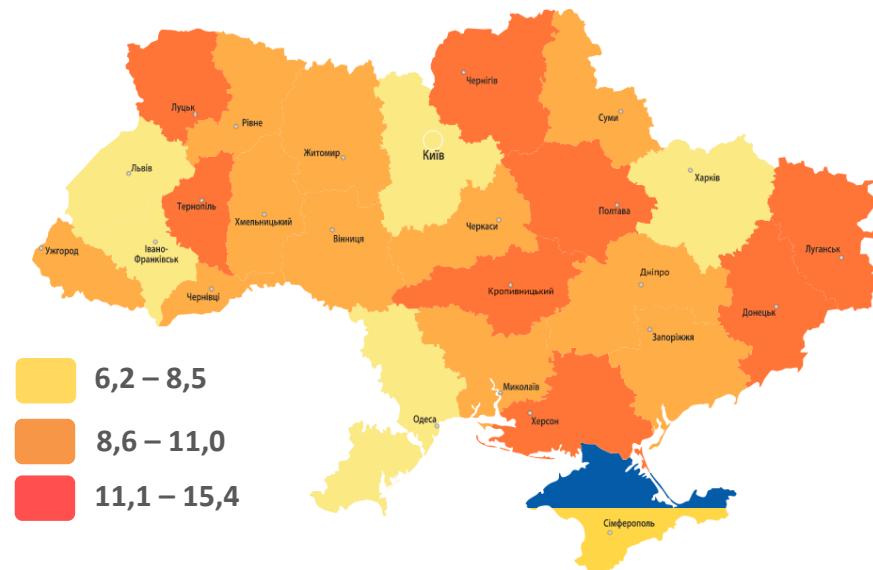 Чернігів
Луцьк
Суми
Рівне
Житомир
Київ
Львів
Харків
Тернопіль
Полтава
Хмельницький
Черкаси
Вінниця
Ужгород
Івано-
Франківськ
Луганськ
Дніпро
Чернівці
Кропивницький
Донецьк
Запоріжжя
6,2 – 8,5
Миколаїв
Одеса
Херсон
8,6 – 11,0
11,1 – 15,4
Сімферополь